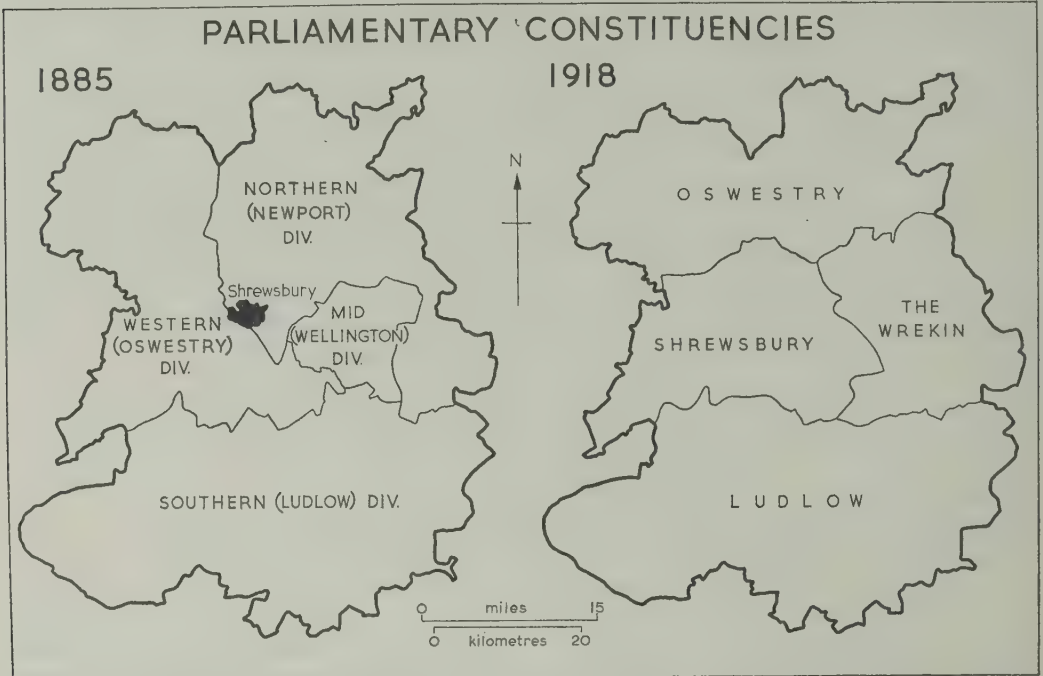 PARLIAMENTARY CONSTITUENCIES
1885
NORTHERN
(NEWPORT)
DIV.
Shrewsbury
WESTERN
(OSWESTRY)
DIV.
MID
(WELLINGTON)
DIV.
SOUTHERN (LUDLOW) DIV.
N
1918
OSWESTRY
SHREWSBURY
THE
WREKIN
LUDLOW
0 miles 15
0 kilometres 20